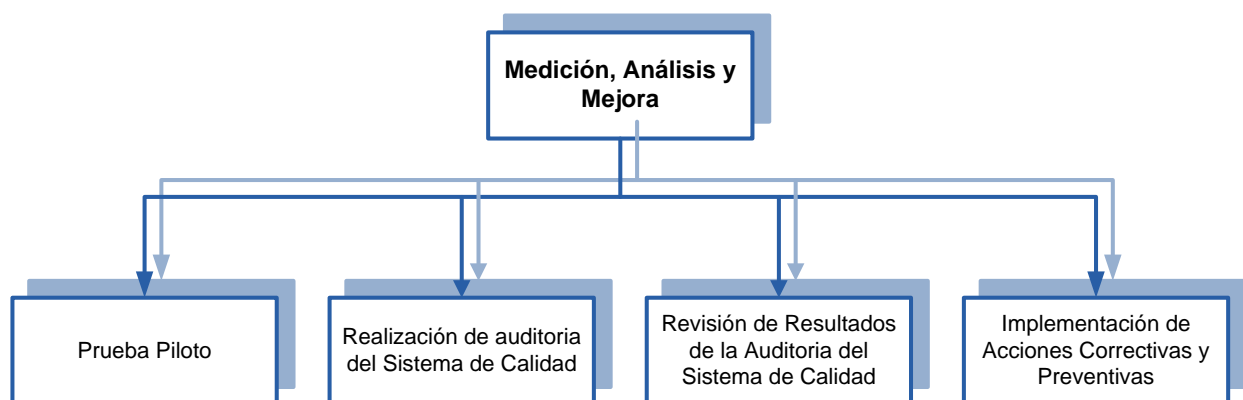 Medición, Análisis y
Mejora
Prueba Piloto
Realización de auditoria
del Sistema de Calidad
Revisión de Resultados
de la Auditoria del
Sistema de Calidad
Implementación de
Acciones Correctivas y
Preventivas